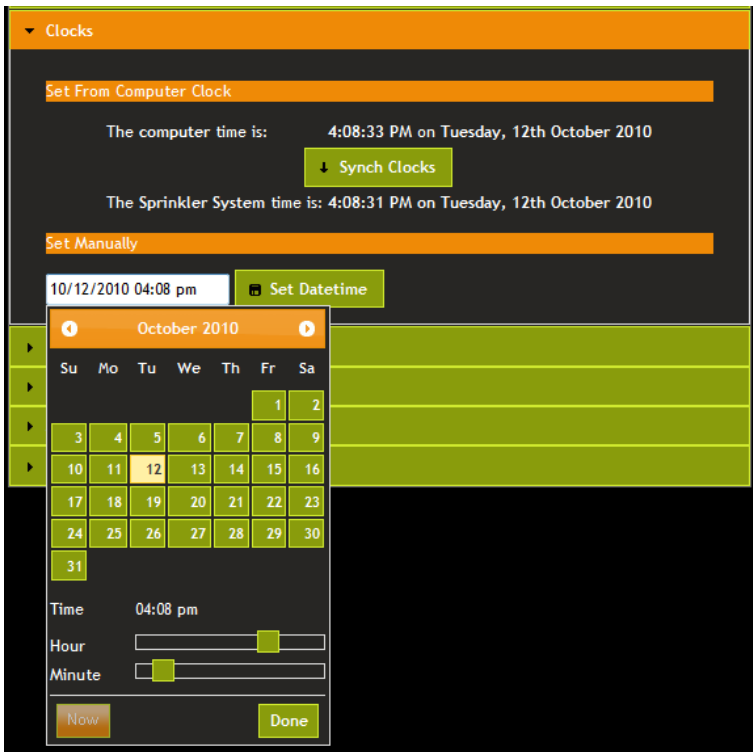 Clocks
Set From Computer Clock
The computer time is: 4:08:33 PM on Tuesday, 12th October 2010
Synch Clocks
The Sprinkler System time is: 4:08:31 PM on Tuesday, 12th October 2010
Set Manually
10/12/2010 04:08 pm Set Datetime
October 2010
Su Mo Tu We Th Fr Sa
1 2
3 4 5 6 7 8 9
10 11 12 13 14 15 16
17 18 19 20 21 22 23
24 25 26 27 28 29 30
31
Time 04:08 pm
Hour
Minute
Now Done